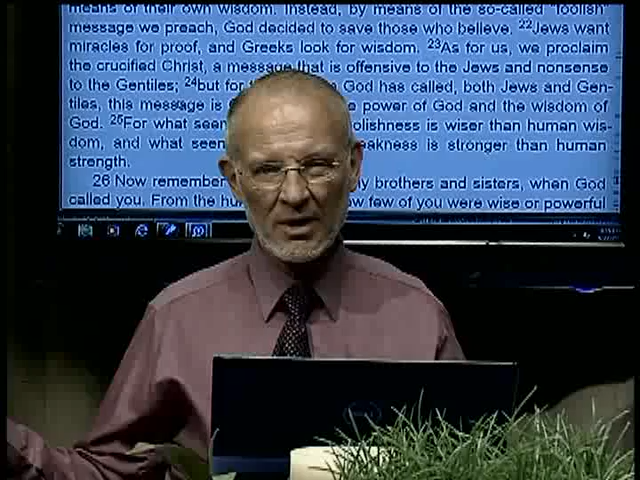 means of their own wisdom. Instead, by means of the so-called "foolish"
message we preach, God decided to save those who believe. 22Jews want
miracles for proof, and Greeks look for wisdom. 23As for us, we proclaim
the crucified Christ, a message that is offensive to the Jews and nonsense
to the Gentiles; 24but for God has called, both Jews and Gen-
tiles, this message is power of God and the wisdom of
God. 25For what seem olishness is wiser than human wis-
dom, and what seem eakness is stronger than human
strength.
26 Now remember y brothers and sisters, when God
called you. From the hu w few of you were wise or powerful
DELL